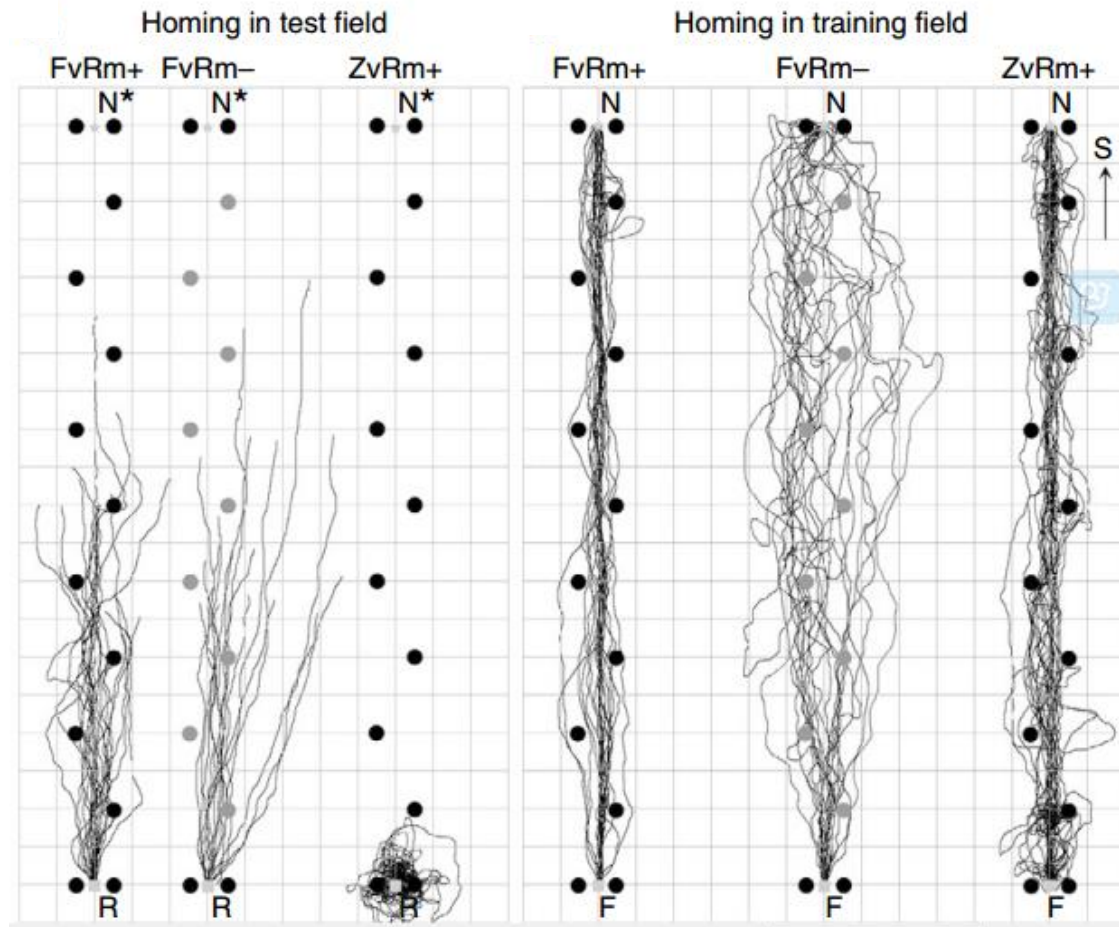 Homing in test field Homing in training field
FvRm+ FvRm– ZvRm+ FvRm+ FvRm– ZvRm+
N* N* N* N N N
S
R R R F F F